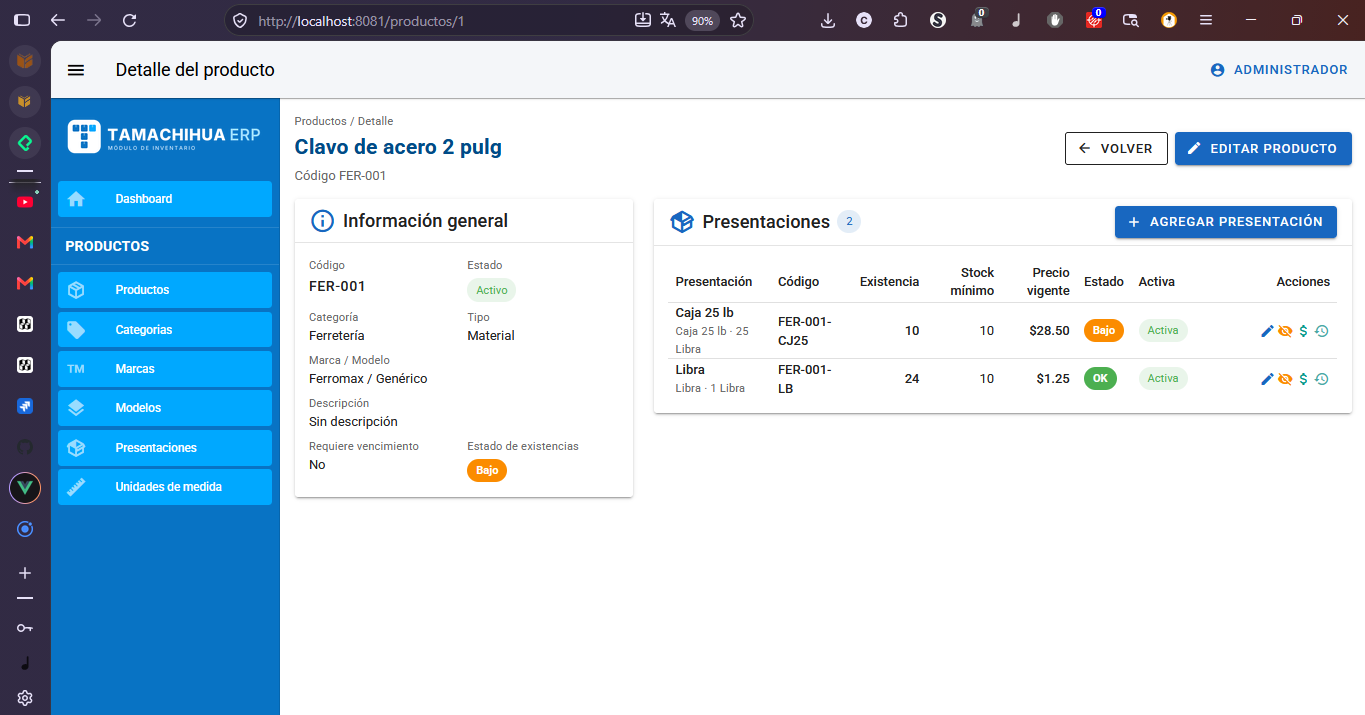 http://localhost:8081/productos/1
90%
C
S
0
0
Detalle del producto
ADMINISTRADOR
TAMACHIHUA ERP
MÓDULO DE INVENTARIO
Dashboard
PRODUCTOS
Productos
Categorias
TM Marcas
Modelos
Presentaciones
Unidades de medida
Productos / Detalle
Clavo de acero 2 pulg
Código FER-001
VOLVER
EDITAR PRODUCTO
Información general
Código
Estado
FER-001
Activo
Categoría
Tipo
Ferretería
Material
Marca / Modelo
Ferromax / Genérico
Descripción
Sin descripción
Requiere vencimiento
Estado de existencias
No
Bajo
Presentaciones 2
+ AGREGAR PRESENTACIÓN
Presentación
Código
Existencia
Stock
mínimo
Precio
vigente
Estado
Activa
Acciones
Caja 25 lb
Caja 25 lb · 25
Libra
FER-001-
CJ25
10
10
$28.50
Bajo
Activa
$
Libra
Libra · 1 Libra
FER-001-
LB
24
10
$1.25
OK
Activa
$